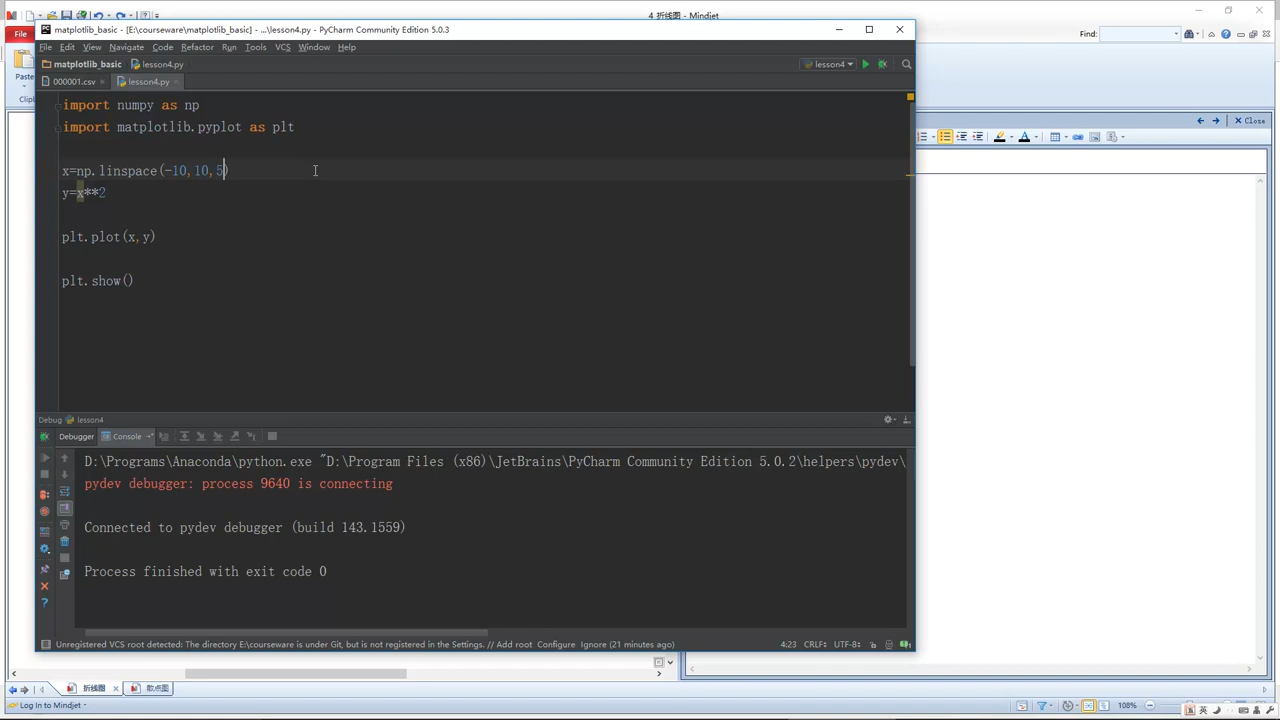 4 折线图 - Mindjet
File
Find:
Paste
Clipb
matplotlib_basic - [E:\courseware\matplotlib_basic] - ...\lesson4.py - PyCharm Community Edition 5.0.3
File Edit View Navigate Code Refactor Run Tools VCS Window Help
matplotlib_basic lesson4.py
lesson4
000001.csv lesson4.py
Close
import numpy as np
import matplotlib.pyplot as plt
x=np.linspace(-10,10,5)
y=x**2
plt.plot(x,y)
plt.show()
Debug lesson4
Debugger Console
D:\Programs\Anaconda\python.exe "D:\Program Files (x86)\JetBrains\PyCharm Community Edition 5.0.2\helpers\pydev\
pydev debugger: process 9640 is connecting
Connected to pydev debugger (build 143.1559)
Process finished with exit code 0
Unregistered VCS root detected: The directory E:\courseware is under Git, but is not registered in the Settings. // Add root Configure Ignore (21 minutes ago)
4:23 CRLF UTF-8
折线图 散点图
Log In to Mindjet
108%
英